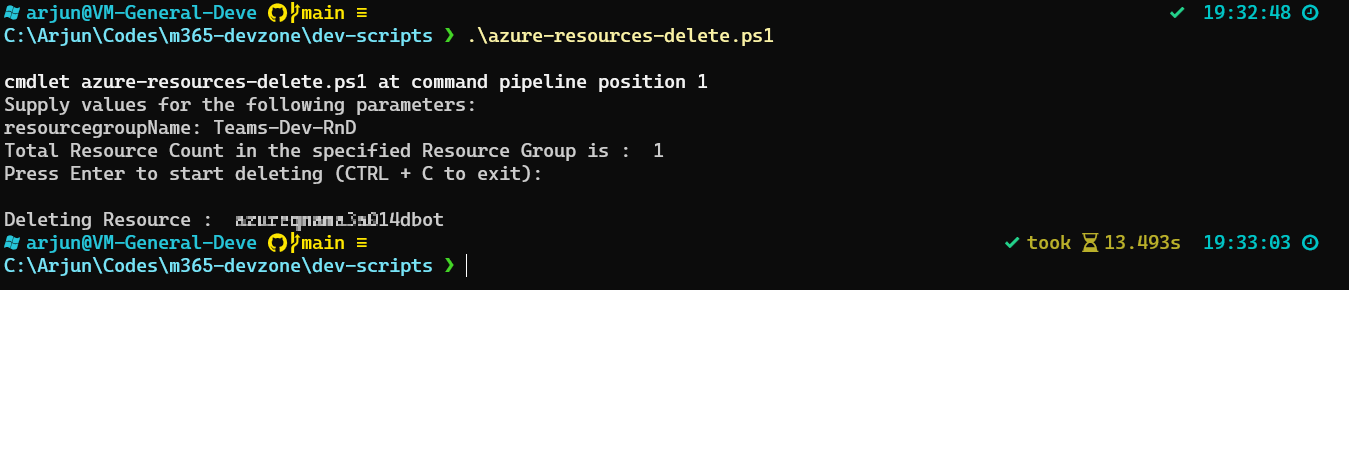 arjun@VM-General-Deve main ≡ ✓ 19:32:48
C:\Arjun\Codes\m365-devzone\dev-scripts ❯ .\azure-resources-delete.ps1
cmdlet azure-resources-delete.ps1 at command pipeline position 1
Supply values for the following parameters:
resourcegroupName: Teams-Dev-RnD
Total Resource Count in the specified Resource Group is : 1
Press Enter to start deleting (CTRL + C to exit):
Deleting Resource :
arjun@VM-General-Deve main ≡ ✓ took 13.493s 19:33:03
C:\Arjun\Codes\m365-devzone\dev-scripts ❯